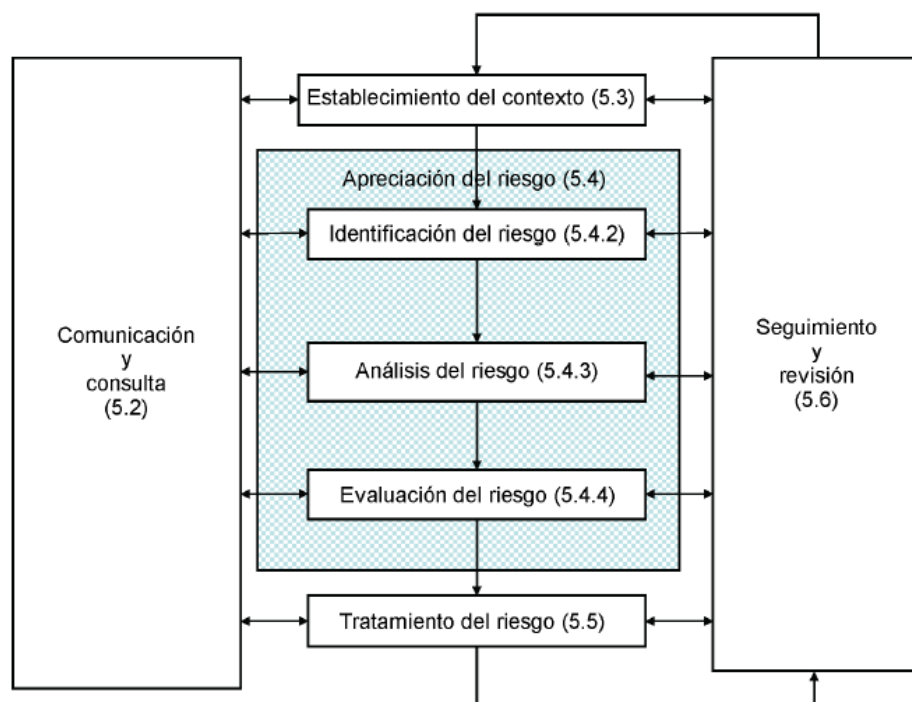 Establecimiento del contexto (5.3)
Apreciación del riesgo (5.4)
Identificación del riesgo (5.4.2)
Comunicación
y
consulta
(5.2)
Análisis del riesgo (5.4.3)
Seguimiento
y
revisión
(5.6)
Evaluación del riesgo (5.4.4)
Tratamiento del riesgo (5.5)